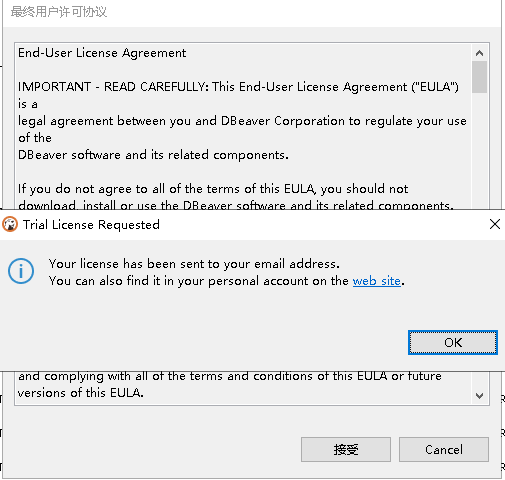 最终用户许可协议
End-User License Agreement
IMPORTANT - READ CAREFULLY: This End-User License Agreement ("EULA")
is a
legal agreement between you and DBeaver Corporation to regulate your use
of the
DBeaver software and its related components.
If you do not agree to all of the terms of this EULA, you should not
download, install or use the DBeaver software and its related components.
Trial License Requested
Your license has been sent to your email address.
You can also find it in your personal account on the web site.
OK
and complying with all of the terms and conditions of this EULA or future
versions of this EULA.
接受
Cancel